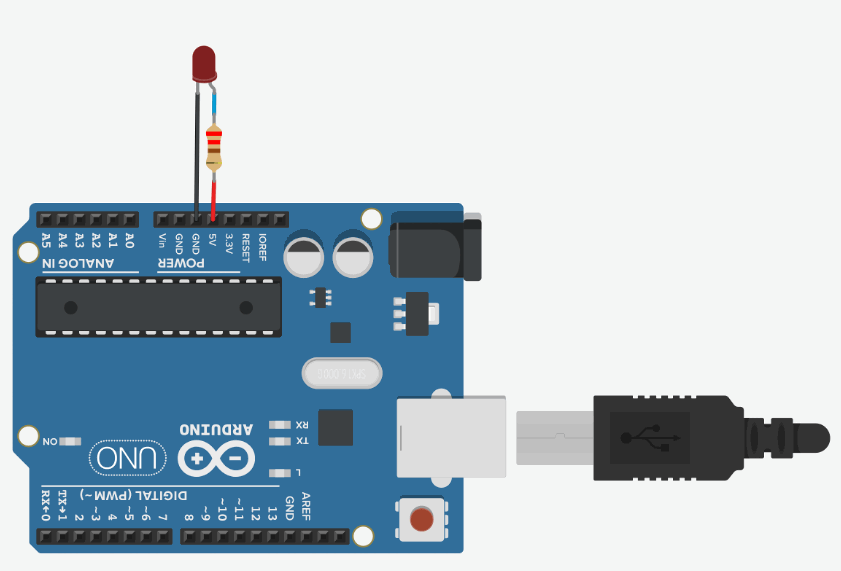 A5 A4 A3 A2 A1 A0
Vin GND GND 5V 3.3V RESET IOREF
ANALOG IN
POWER
ARDUINO
UNO
ON
RX
TX
L
DIGITAL (PWM~)
RX←0 TX→1 2 ~3 4 ~5 ~6 7
8 ~9 ~10 ~11 12 13 GND AREF